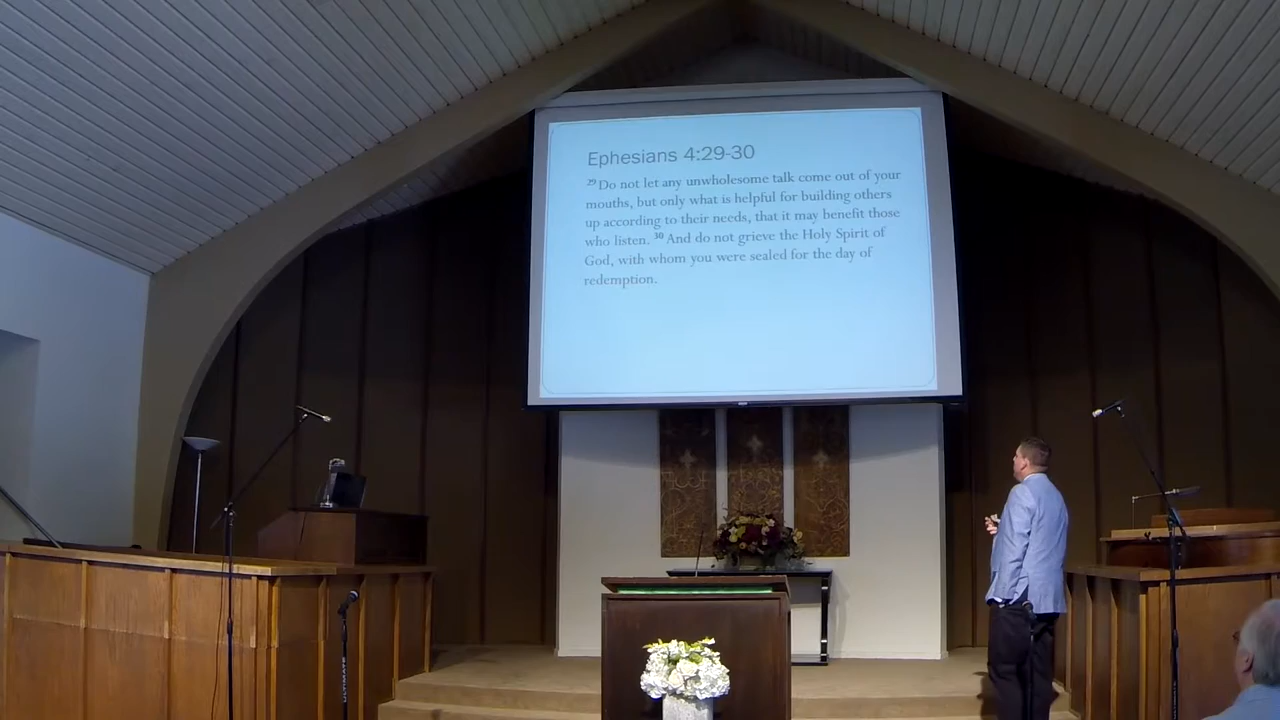 Ephesians 4:29-30
29 Do not let any unwholesome talk come out of your
mouths, but only what is helpful for building others
up according to their needs, that it may benefit those
who listen. 30 And do not grieve the Holy Spirit of
God, with whom you were sealed for the day of
redemption.
ULTIMATE